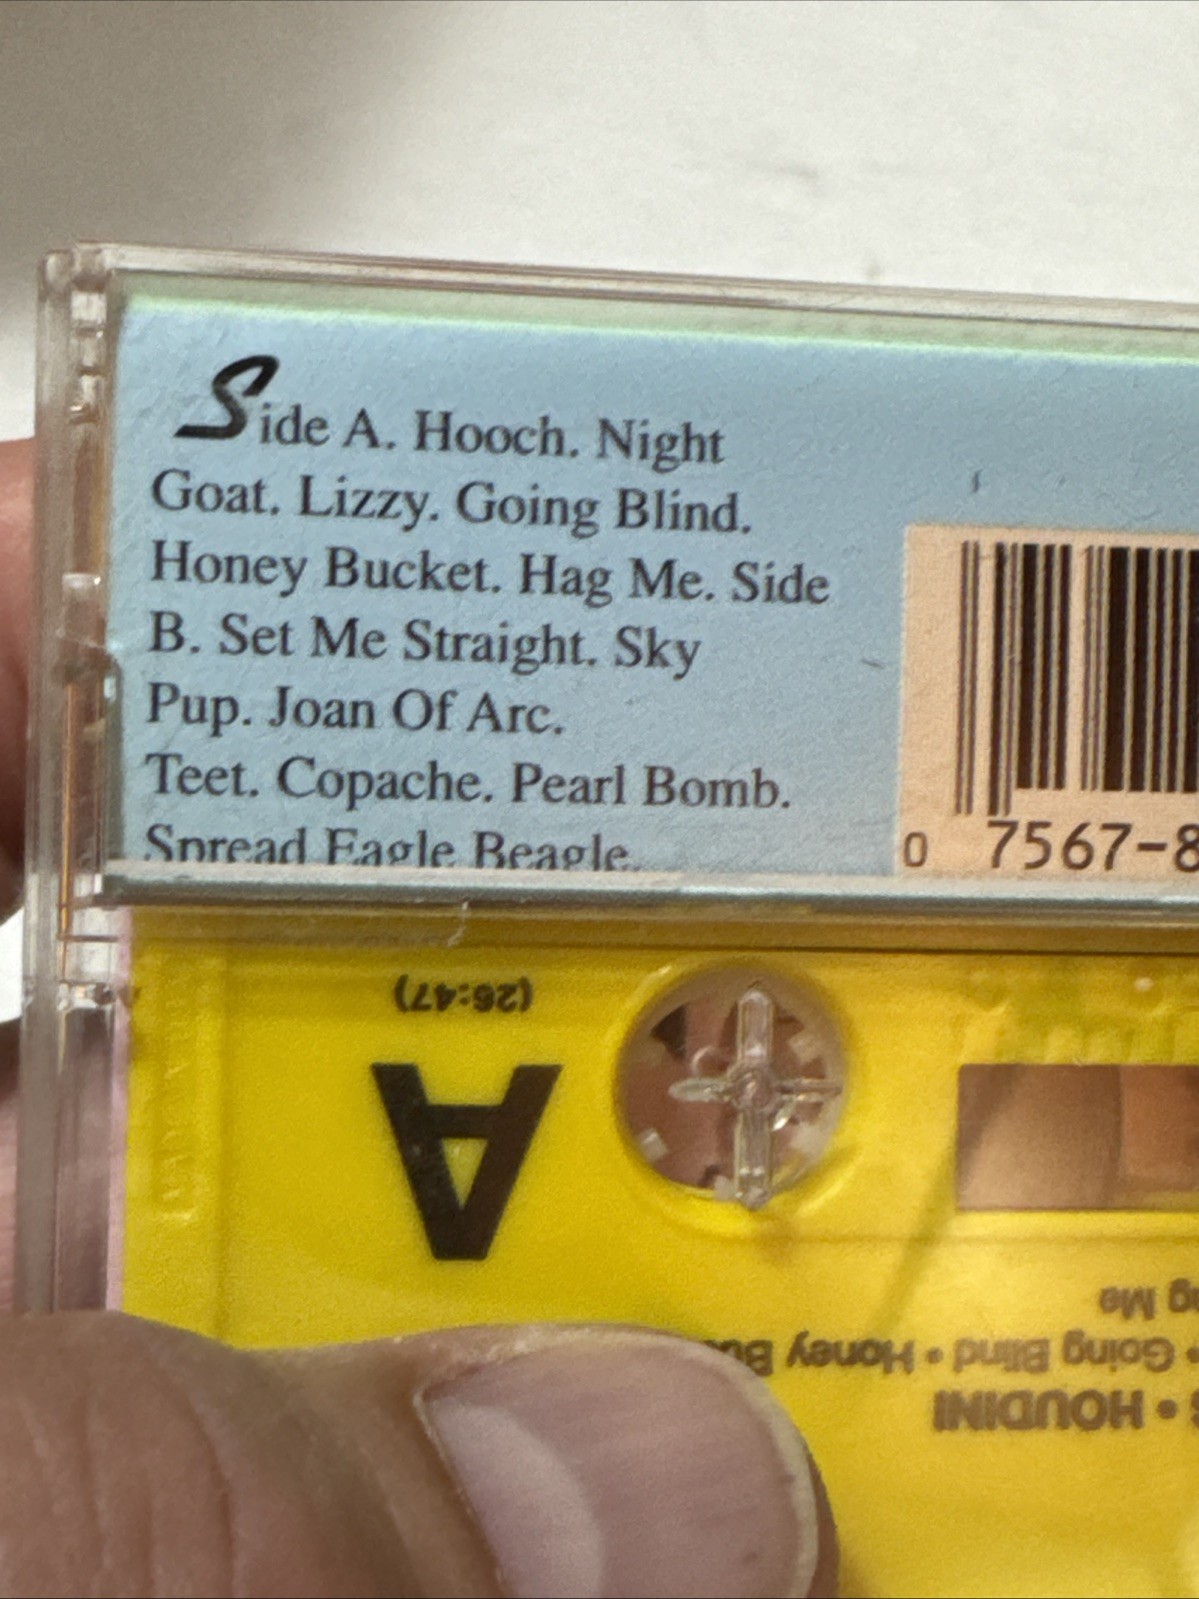 Side A. Hooch. Night
Goat. Lizzy. Going Blind.
Honey Bucket. Hag Me. Side
B. Set Me Straight. Sky
Pup. Joan Of Arc.
Teet. Copache. Pearl Bomb.
Spread Eagle Beagle.
0 7567-8
(26:47)
A
• HOUDINI
• Going Blind • Honey
Me